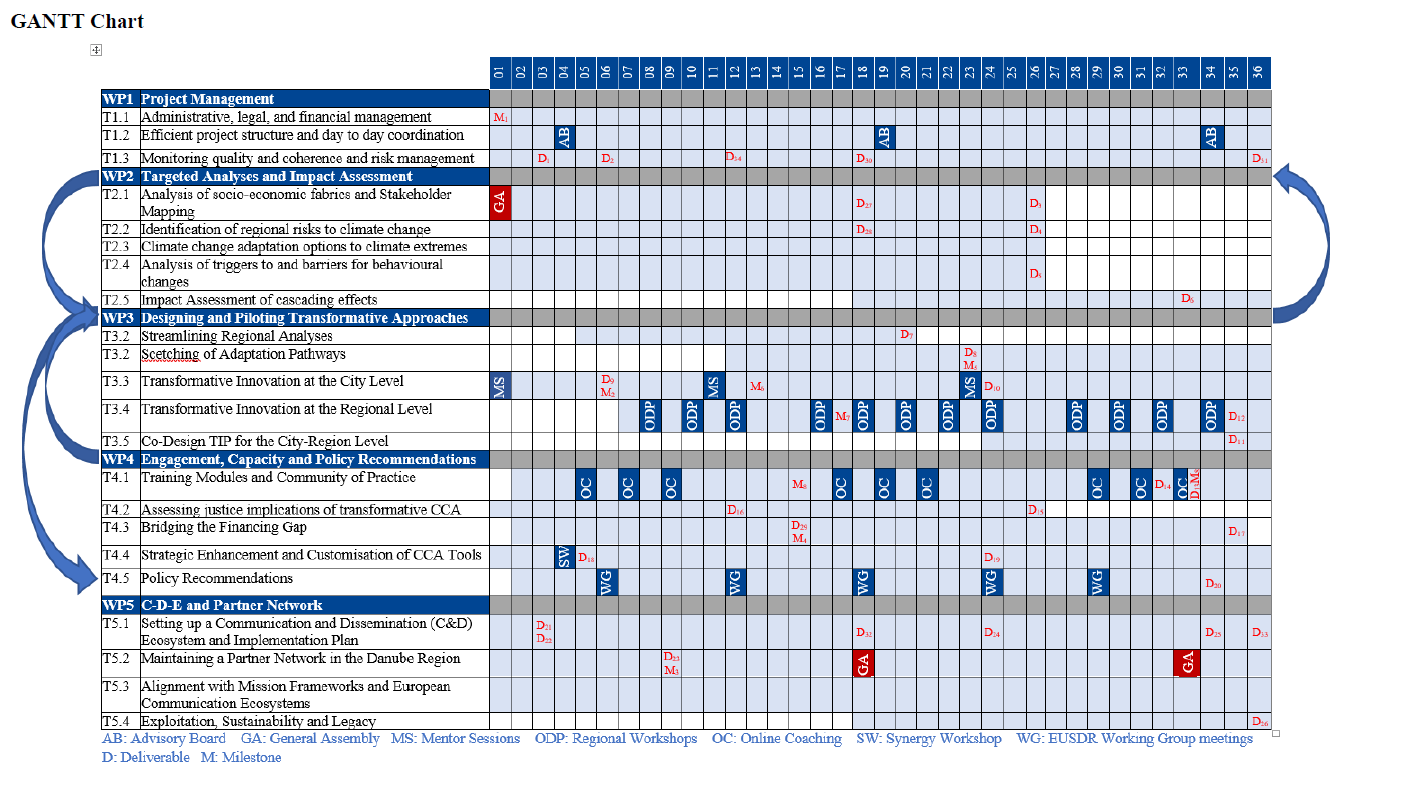 GANTT Chart
01 02 03 04 05 06 07 08 09 10 11 12 13 14 15 16 17 18 19 20 21 22 23 24 25 26 27 28 29 30 31 32 33 34 35 36
WP1 Project Management
T1.1 Administrative, legal, and financial management M1
T1.2 Efficient project structure and day to day coordination AB AB AB
T1.3 Monitoring quality and coherence and risk management D1 D2 D14 D30 D31
WP2 Targeted Analyses and Impact Assessment
T2.1 Analysis of socio-economic fabrics and Stakeholder GA D27 D3
Mapping
T2.2 Identification of regional risks to climate change D28 D4
T2.3 Climate change adaptation options to climate extremes
T2.4 Analysis of triggers to and barriers for behavioural D5
changes
T2.5 Impact Assessment of cascading effects D6
WP3 Designing and Piloting Transformative Approaches
T3.2 Streamlining Regional Analyses D7
T3.2 Scetching of Adaptation Pathways D8
T3.3 Transformative Innovation at the City Level MS D9 MS M6 MS D10
M2
T3.4 Transformative Innovation at the Regional Level ODP ODP ODP ODP M7 ODP ODP ODP ODP ODP ODP ODP ODP D12
T3.5 Co-Design TIP for the City-Region Level D11
WP4 Engagement, Capacity and Policy Recommendations
T4.1 Training Modules and Community of Practice OC OC OC M8 OC OC OC OC OC D14 OC
T4.2 Assessing justice implications of transformative CCA D16 D15
T4.3 Bridging the Financing Gap D29 D17
M4
T4.4 Strategic Enhancement and Customisation of CCA Tools SW D18 D19
T4.5 Policy Recommendations WG WG WG WG WG D20
WP5 C-D-E and Partner Network
T5.1 Setting up a Communication and Dissemination (C&D) D21 D32 D24 D25 D33
Ecosystem and Implementation Plan D22
T5.2 Maintaining a Partner Network in the Danube Region D23 GA GA
M3
T5.3 Alignment with Mission Frameworks and European
Communication Ecosystems
T5.4 Exploitation, Sustainability and Legacy D26
AB: Advisory Board GA: General Assembly MS: Mentor Sessions ODP: Regional Workshops OC: Online Coaching SW: Synergy Workshop WG: EUSDR Working Group meetings
D: Deliverable M: Milestone